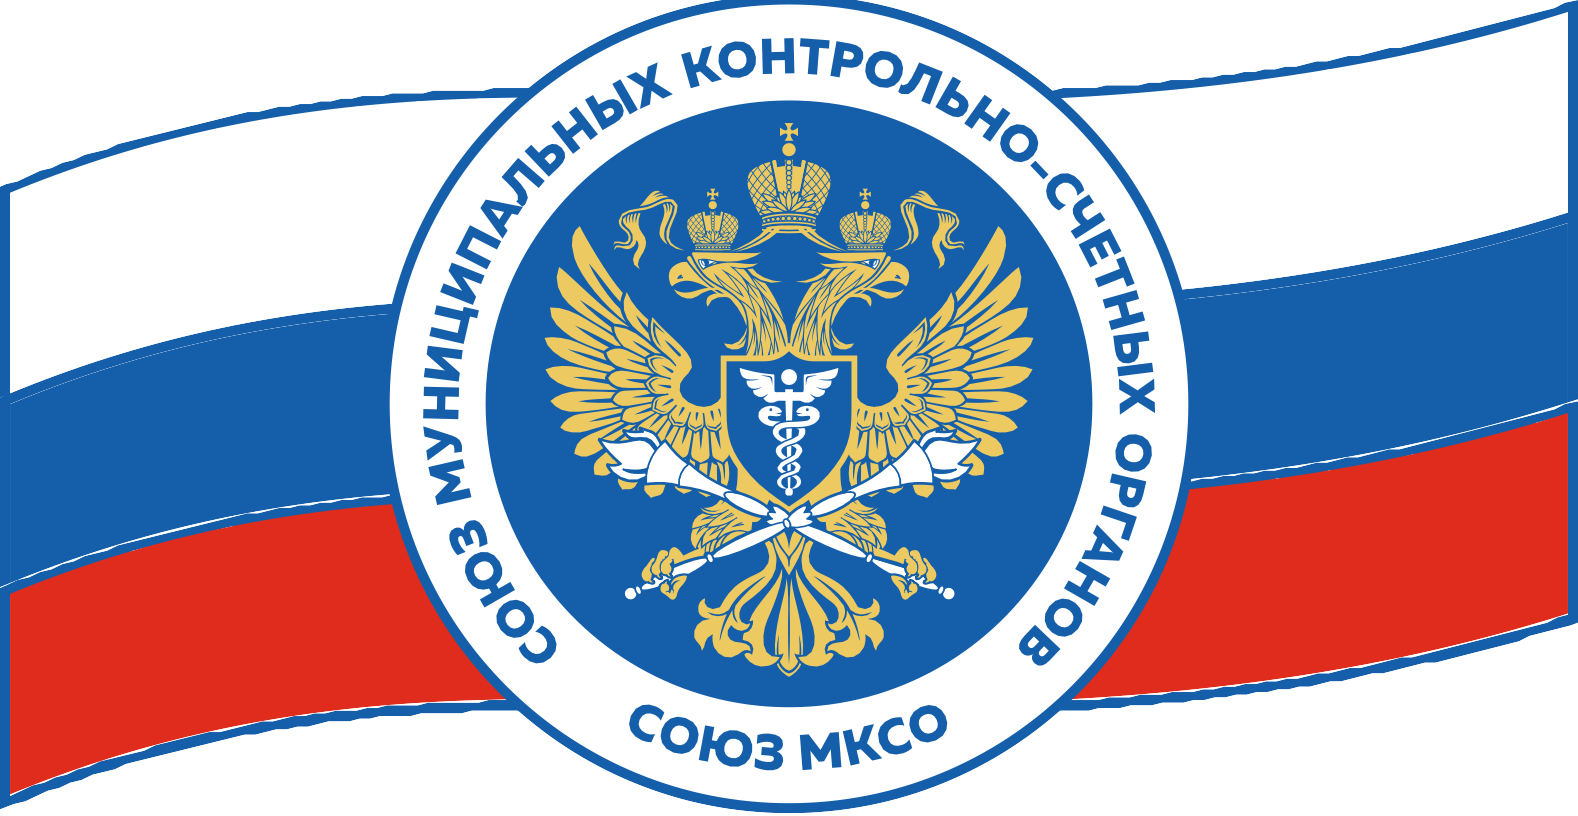 СОЮЗ МУНИЦИПАЛЬНЫХ КОНТРОЛЬНО-СЧЕТНЫХ ОРГАНОВ
СОЮЗ МКСО